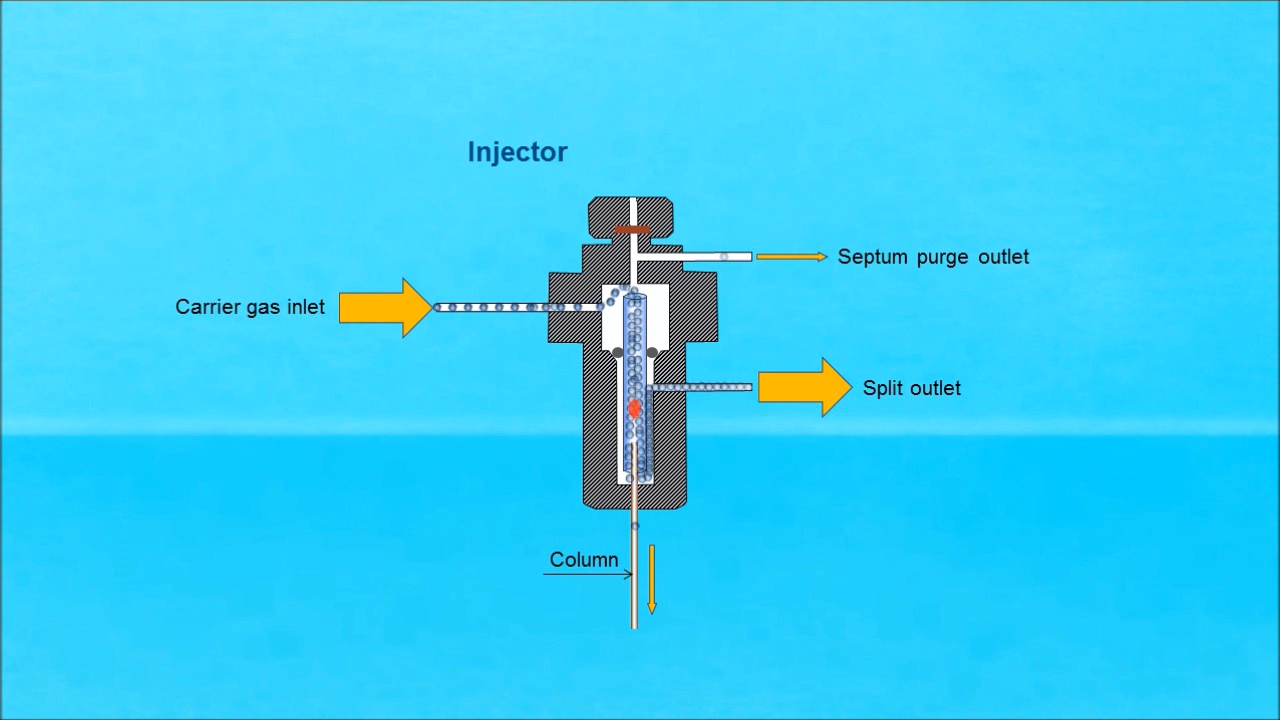 Injector
Septum purge outlet
Carrier gas inlet
Split outlet
Column